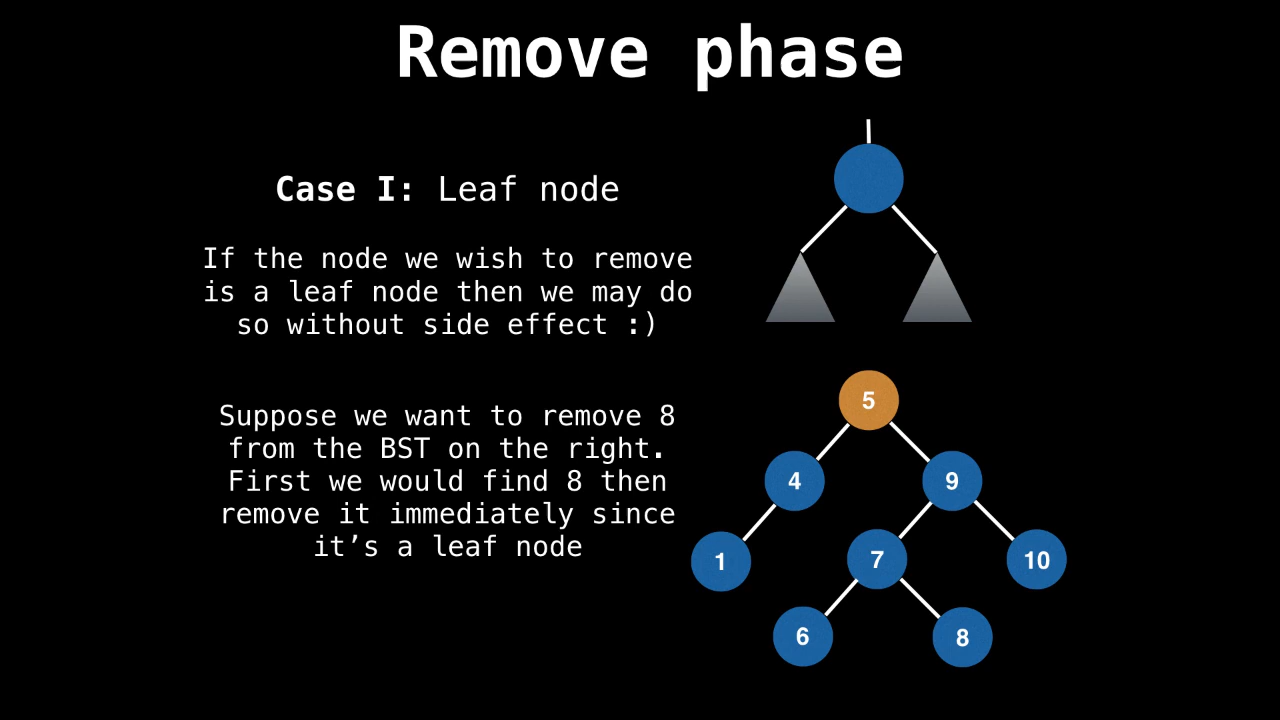 Remove phase
Case I: Leaf node
If the node we wish to remove
is a leaf node then we may do
so without side effect :)
Suppose we want to remove 8
from the BST on the right.
First we would find 8 then
remove it immediately since
it’s a leaf node
5
4
9
1
7
10
6
8